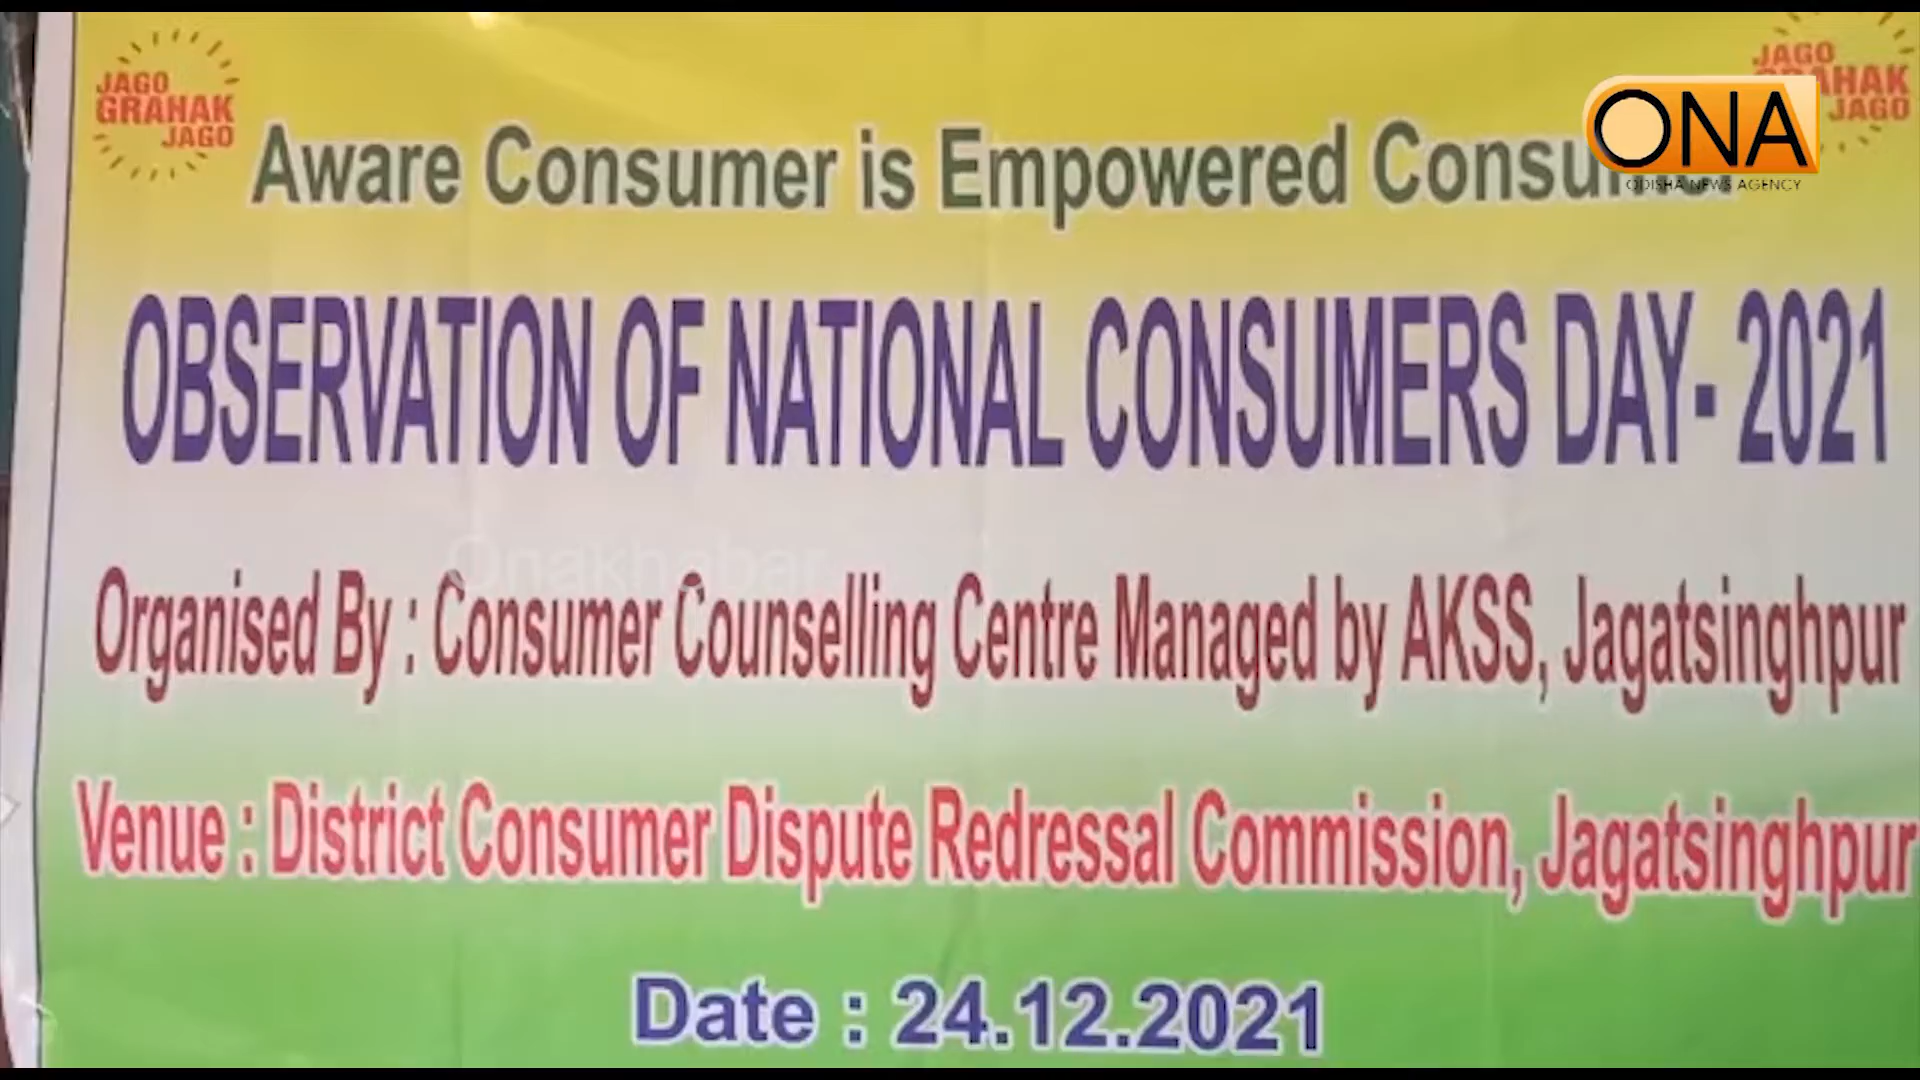 JAGO
GRAHAK
JAGO
JAGO
JAGO
ONA
ODISHA NEWS AGENCY
Aware Consumer is Empowered
OBSERVATION OF NATIONAL CONSUMERS DAY- 2021
Onakhabar
Organised By : Consumer Counselling Centre Managed by AKSS, Jagatsinghpur
Venue : District Consumer Dispute Redressal Commission, Jagatsinghpur
Date : 24.12.2021